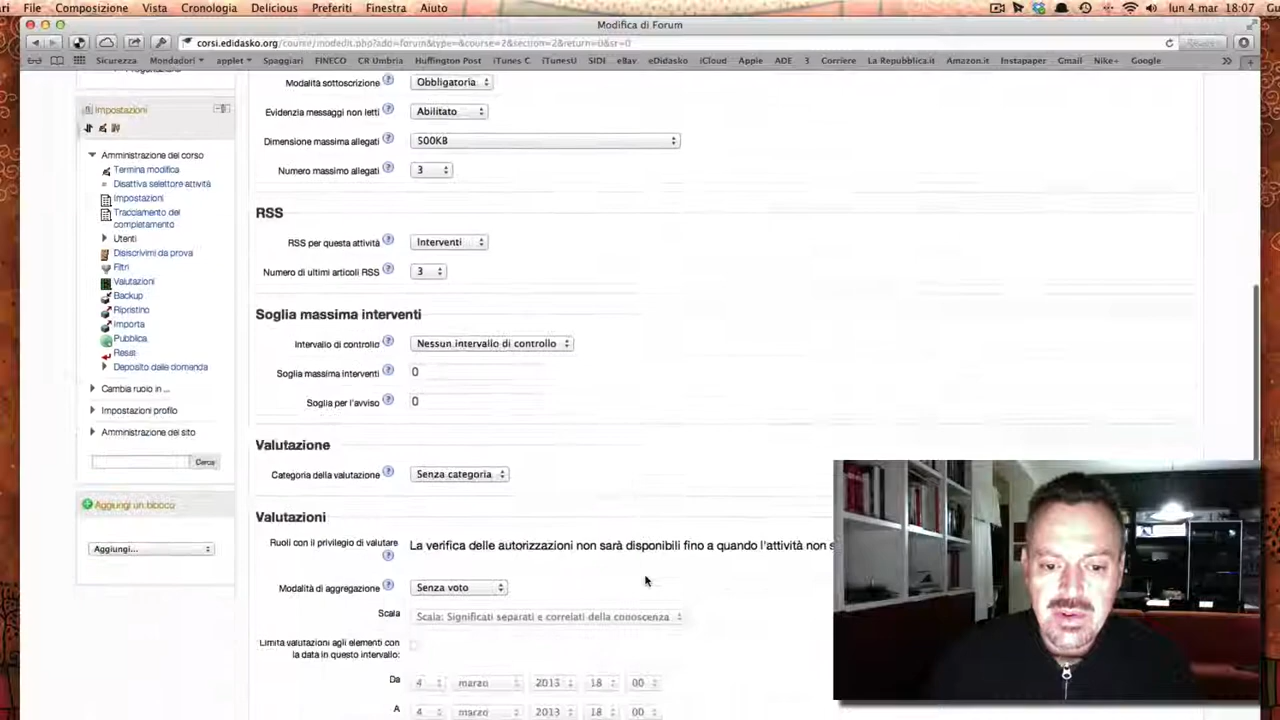 ri File Composizione Vista Cronologia Delicious Preferiti Finestra Aiuto lun 4 mar 18:07 Gu
Modifica di Forum
corsi.edidasko.org/course/modedit.php?add=forum&type=&course=2&section=2&return=0&sr=0
Sicurezza Mondadori applet Spaggiari FINECO CR Umbria Huffington Post iTunes C iTunesU SIDI eBay eDidasko iCloud Apple ADE 3 Corriere La Repubblica.it Amazon.it Instapaper Gmail Nike+ Google
Impostazioni
Amministrazione del corso
Termina modifica
Disattiva selettore attività
Impostazioni
Tracciamento del
completamento
Utenti
Disiscrivimi da prova
Filtri
Valutazioni
Backup
Ripristino
Importa
Pubblica
Reset
Deposito delle domande
Cambia ruolo in ...
Impostazioni profilo
Amministrazione del sito
Cerca
Aggiungi un blocco
Aggiungi...
Modalità sottoscrizione Obbligatoria
Evidenzia messaggi non letti Abilitato
Dimensione massima allegati 500KB
Numero massimo allegati 3
RSS
RSS per questa attività Interventi
Numero di ultimi articoli RSS 3
Soglia massima interventi
Intervallo di controllo Nessun intervallo di controllo
Soglia massima interventi 0
Soglia per l'avviso 0
Valutazione
Categoria della valutazione Senza categoria
Valutazioni
Ruoli con il privilegio di valutare La verifica delle autorizzazioni non sarà disponibili fino a quando l'attività non s
Modalità di aggregazione Senza voto
Scala Scala: Significati separati e correlati della conoscenza
Limita valutazioni agli elementi con
la data in questo intervallo:
Da 4 marzo 2013 18 00
A 4 marzo 2013 18 00